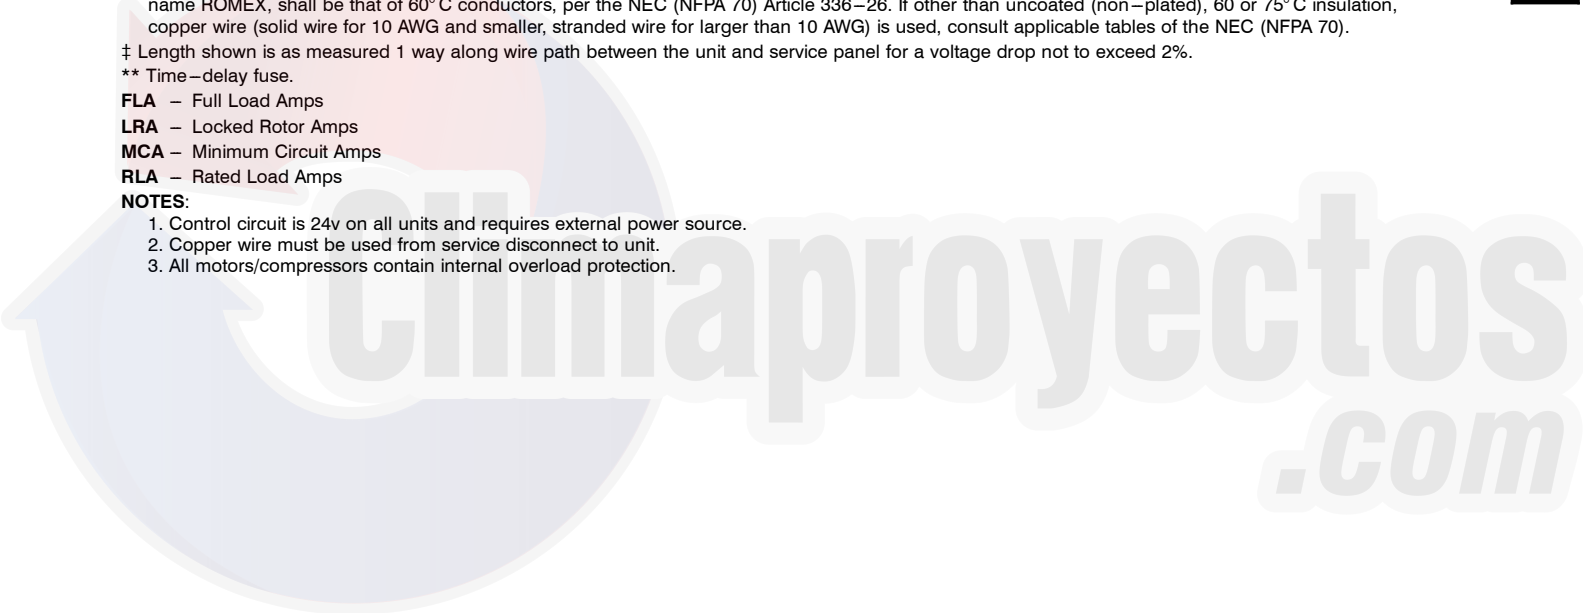 name ROMEX, shall be that of 60°C conductors, per the NEC (NFPA 70) Article 336−26. If other than uncoated (non−plated), 60 or 75°C insulation,
copper wire (solid wire for 10 AWG and smaller, stranded wire for larger than 10 AWG) is used, consult applicable tables of the NEC (NFPA 70).
‡ Length shown is as measured 1 way along wire path between the unit and service panel for a voltage drop not to exceed 2%.
** Time−delay fuse.
FLA − Full Load Amps
LRA − Locked Rotor Amps
MCA − Minimum Circuit Amps
RLA − Rated Load Amps
NOTES:
1. Control circuit is 24v on all units and requires external power source.
2. Copper wire must be used from service disconnect to unit.
3. All motors/compressors contain internal overload protection.
Climaproyectos
.com